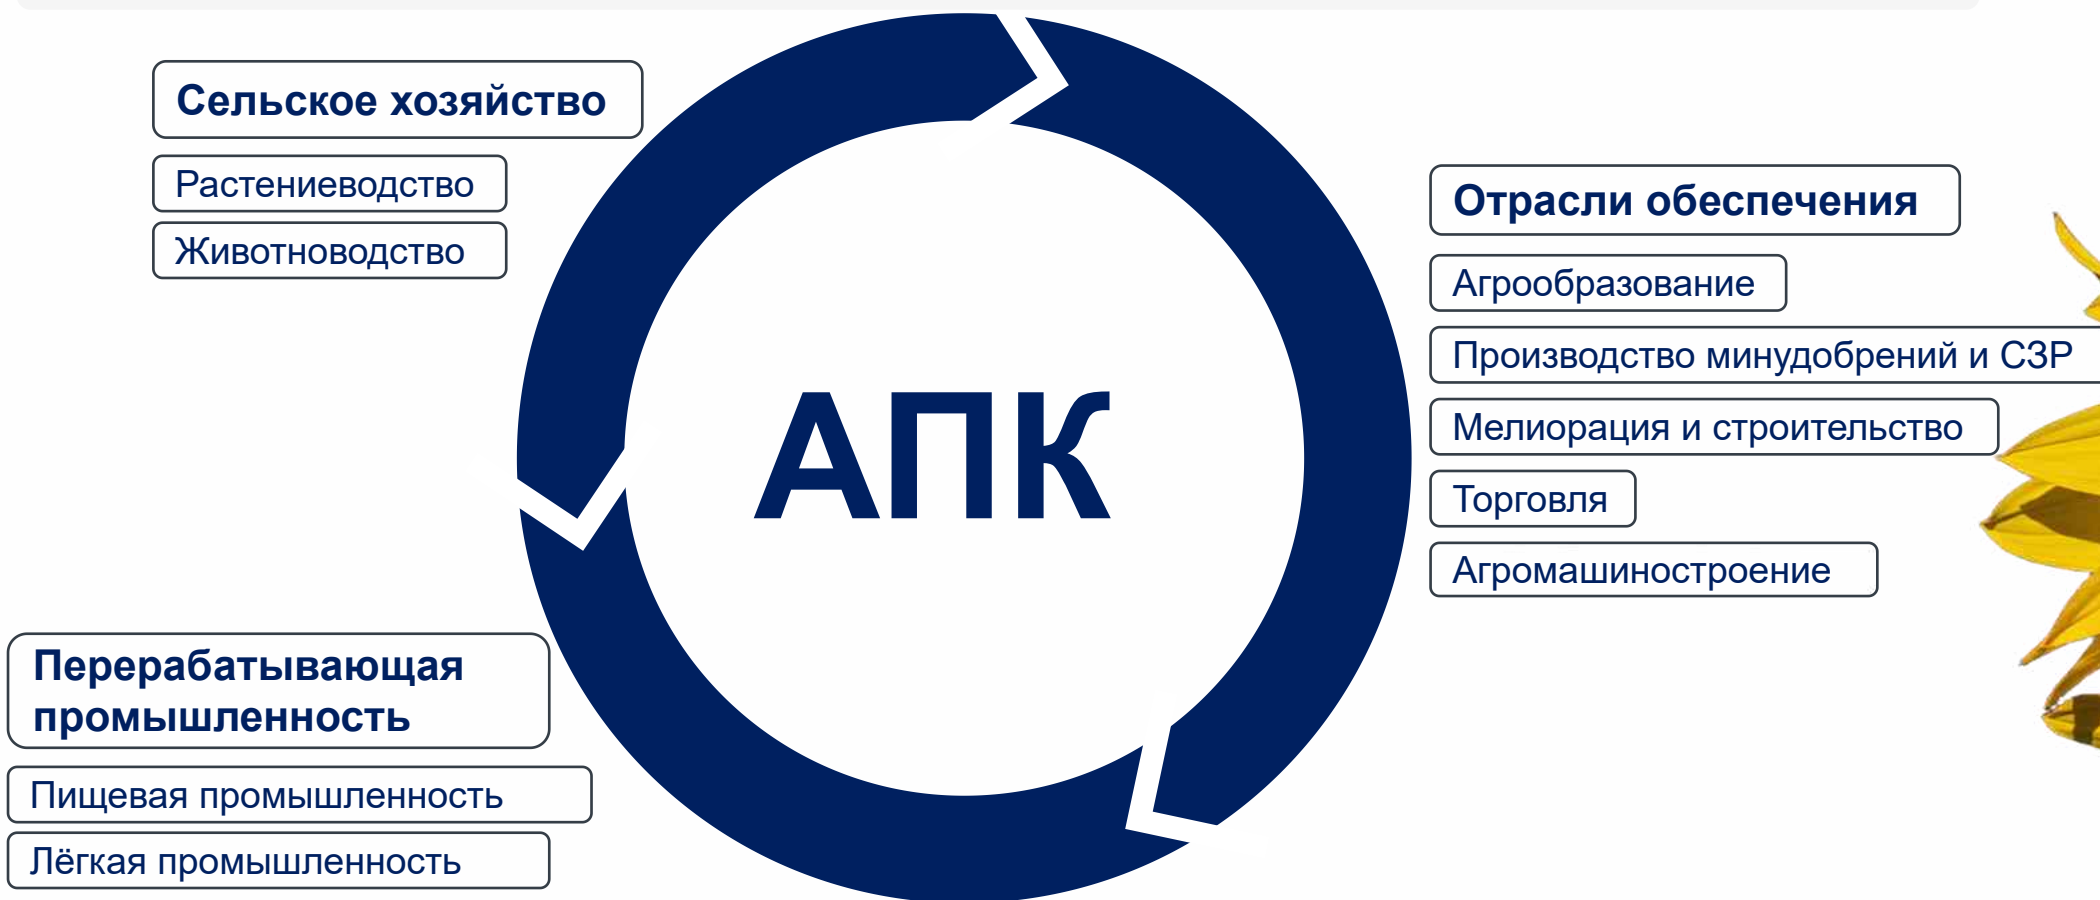 Сельское хозяйство
Растениеводство
Животноводство
АПК
Отрасли обеспечения
Агрообразование
Производство минудобрений и СЗР
Мелиорация и строительство
Торговля
Агромашиностроение
Перерабатывающая
промышленность
Пищевая промышленность
Лёгкая промышленность